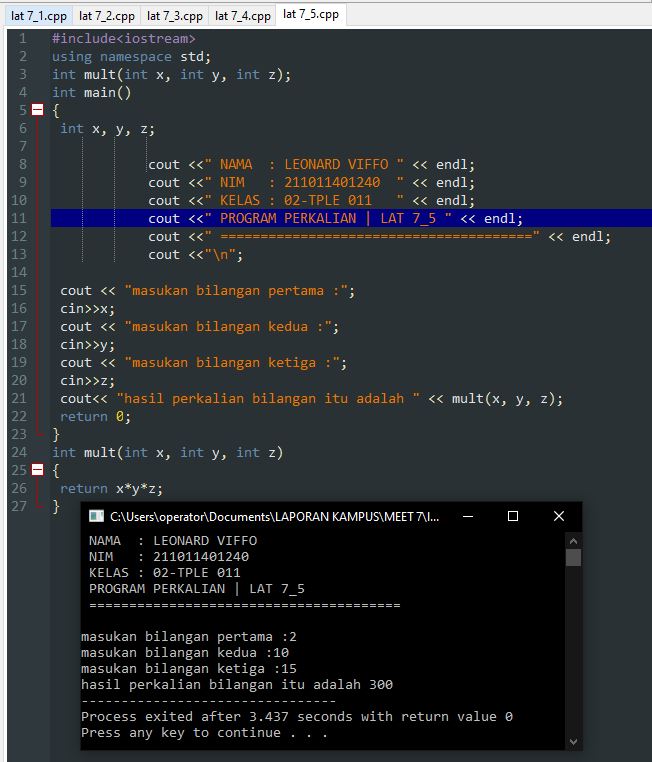 lat 7_1.cpp lat 7_2.cpp lat 7_3.cpp lat 7_4.cpp lat 7_5.cpp
1 #include<iostream>
2 using namespace std;
3 int mult(int x, int y, int z);
4 int main()
5 {
6 int x, y, z;
7
8 cout <<" NAMA  : LEONARD VIFFO " << endl;
9 cout <<" NIM   : 211011401240  " << endl;
10 cout <<" KELAS : 02-TPLE 011   " << endl;
11 cout <<" PROGRAM PERKALIAN | LAT 7_5 " << endl;
12 cout <<" =======================================" << endl;
13 cout <<"\n";
14
15 cout << "masukan bilangan pertama :";
16 cin>>x;
17 cout << "masukan bilangan kedua :";
18 cin>>y;
19 cout << "masukan bilangan ketiga :";
20 cin>>z;
21 cout<< "hasil perkalian bilangan itu adalah " << mult(x, y, z);
22 return 0;
23 }
24 int mult(int x, int y, int z)
25 {
26 return x*y*z;
27 }
C:\Users\operator\Documents\LAPORAN KAMPUS\MEET 7\l...
NAMA  : LEONARD VIFFO
NIM   : 211011401240
KELAS : 02-TPLE 011
PROGRAM PERKALIAN | LAT 7_5
=======================================
masukan bilangan pertama :2
masukan bilangan kedua :10
masukan bilangan ketiga :15
hasil perkalian bilangan itu adalah 300
--------------------------------
Process exited after 3.437 seconds with return value 0
Press any key to continue . . .